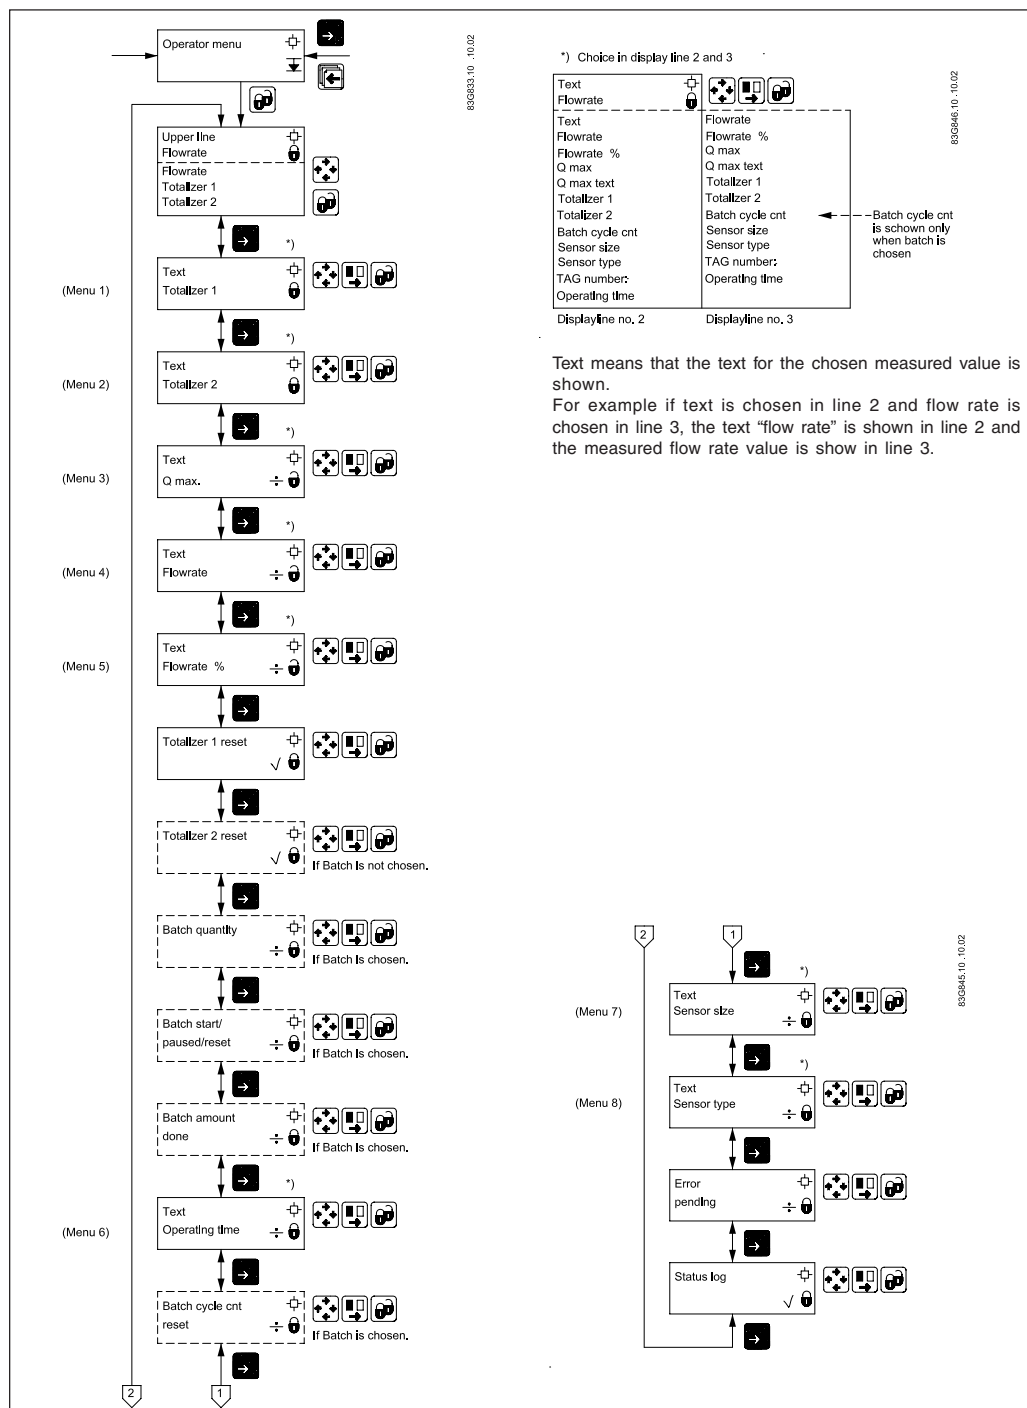 Operator menu
83G833.10 .10.02
Upper line
Flowrate
Flowrate
Totalizer 1
Totalizer 2
*)
(Menu 1)
Text
Totalizer 1
*)
(Menu 2)
Text
Totalizer 2
*)
(Menu 3)
Text
Q max.
*)
(Menu 4)
Text
Flowrate
*)
(Menu 5)
Text
Flowrate %
Totalizer 1 reset
Totalizer 2 reset
If Batch is not chosen.
Batch quantity
If Batch is chosen.
Batch start/
paused/reset
If Batch is chosen.
Batch amount
done
If Batch is chosen.
*)
(Menu 6)
Text
Operating time
Batch cycle cnt
reset
If Batch is chosen.
2
1
*) Choice in display line 2 and 3
83G846.10 .10.02
Text
Flowrate
Text
Flowrate
Flowrate %
Q max
Q max text
Totalizer 1
Totalizer 2
Batch cycle cnt
Sensor size
Sensor type
TAG number:
Operating time
Displayline no. 2
Flowrate
Flowrate %
Q max
Q max text
Totalizer 1
Totalizer 2
Batch cycle cnt
Sensor size
Sensor type
TAG number:
Operating time
Displayline no. 3
Batch cycle cnt
is schown only
when batch is
chosen
Text means that the text for the chosen measured value is
shown.
For example if text is chosen in line 2 and flow rate is
chosen in line 3, the text “flow rate” is shown in line 2 and
the measured flow rate value is show in line 3.
2
1
83G845.10 .10.02
*)
(Menu 7)
Text
Sensor size
*)
(Menu 8)
Text
Sensor type
Error
pending
Status log